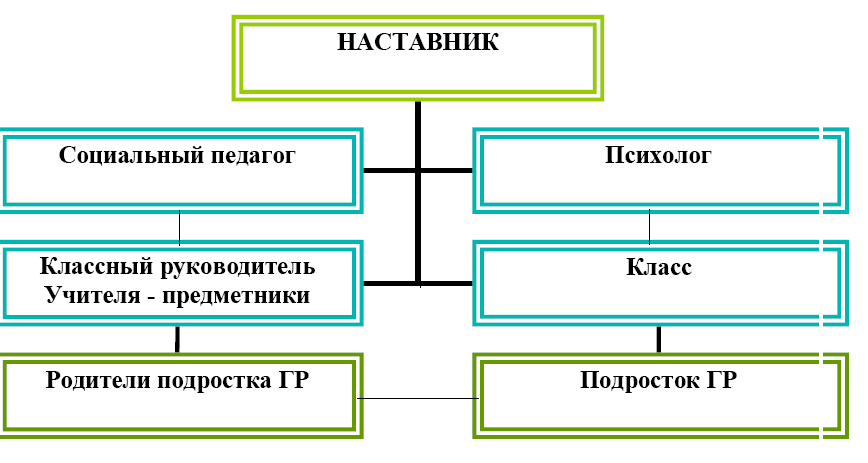 НАСТАВНИК
Социальный педагог
Психолог
Классный руководитель
Учителя - предметники
Класс
Родители подростка ГР
Подросток ГР